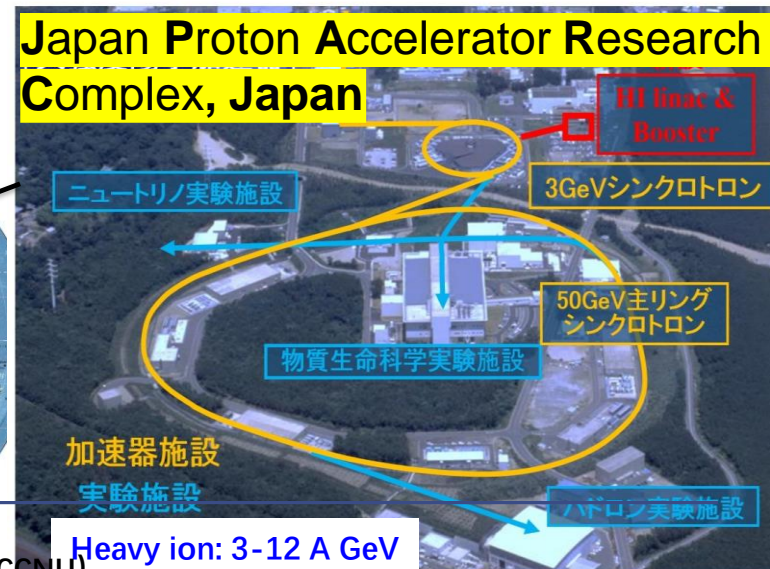 Japan Proton Accelerator Research
Complex, Japan
HI linac &
Booster
ニュートリノ実験施設
3GeVシンクロトロン
50GeV主リング
シンクロトロン
物質生命科学実験施設
加速器施設
実験施設
ハドロン実験施設
Heavy ion: 3-12 A GeV